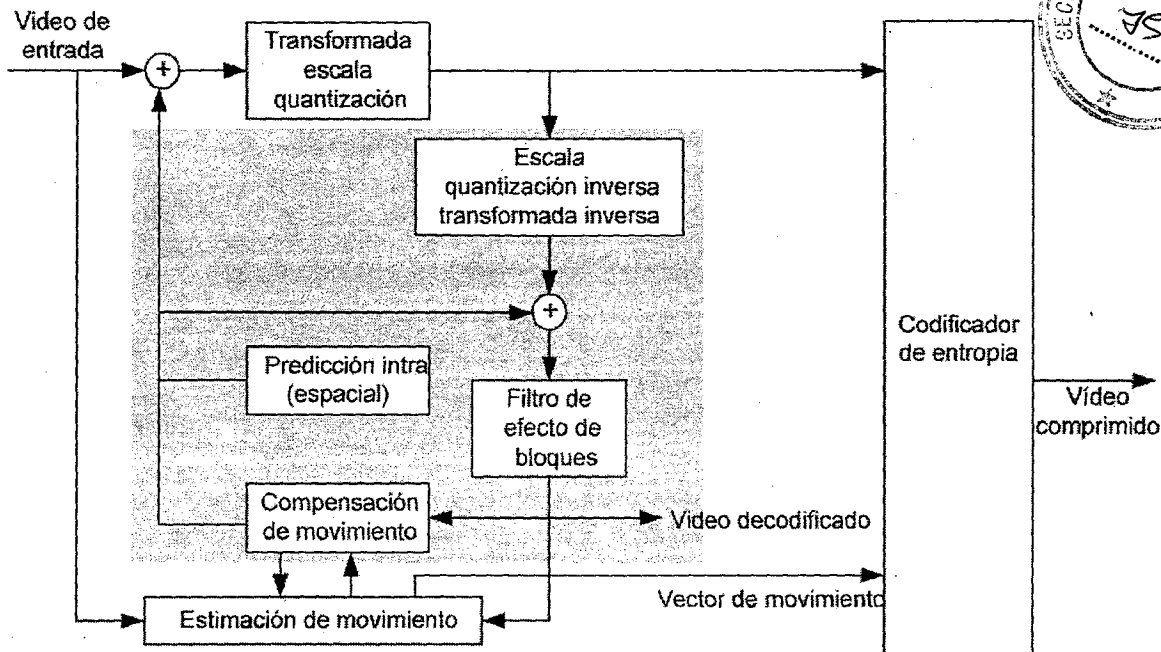 Video de
entrada
+
Transformada
escala
quantización
Escala
quantización inversa
transformada inversa
+
Predicción intra
(espacial)
Filtro de
efecto de
bloques
Compensación
de movimiento
Video decodificado
Estimación de movimiento
Vector de movimiento
Codificador
de entropia
Vídeo
comprimido
SEC